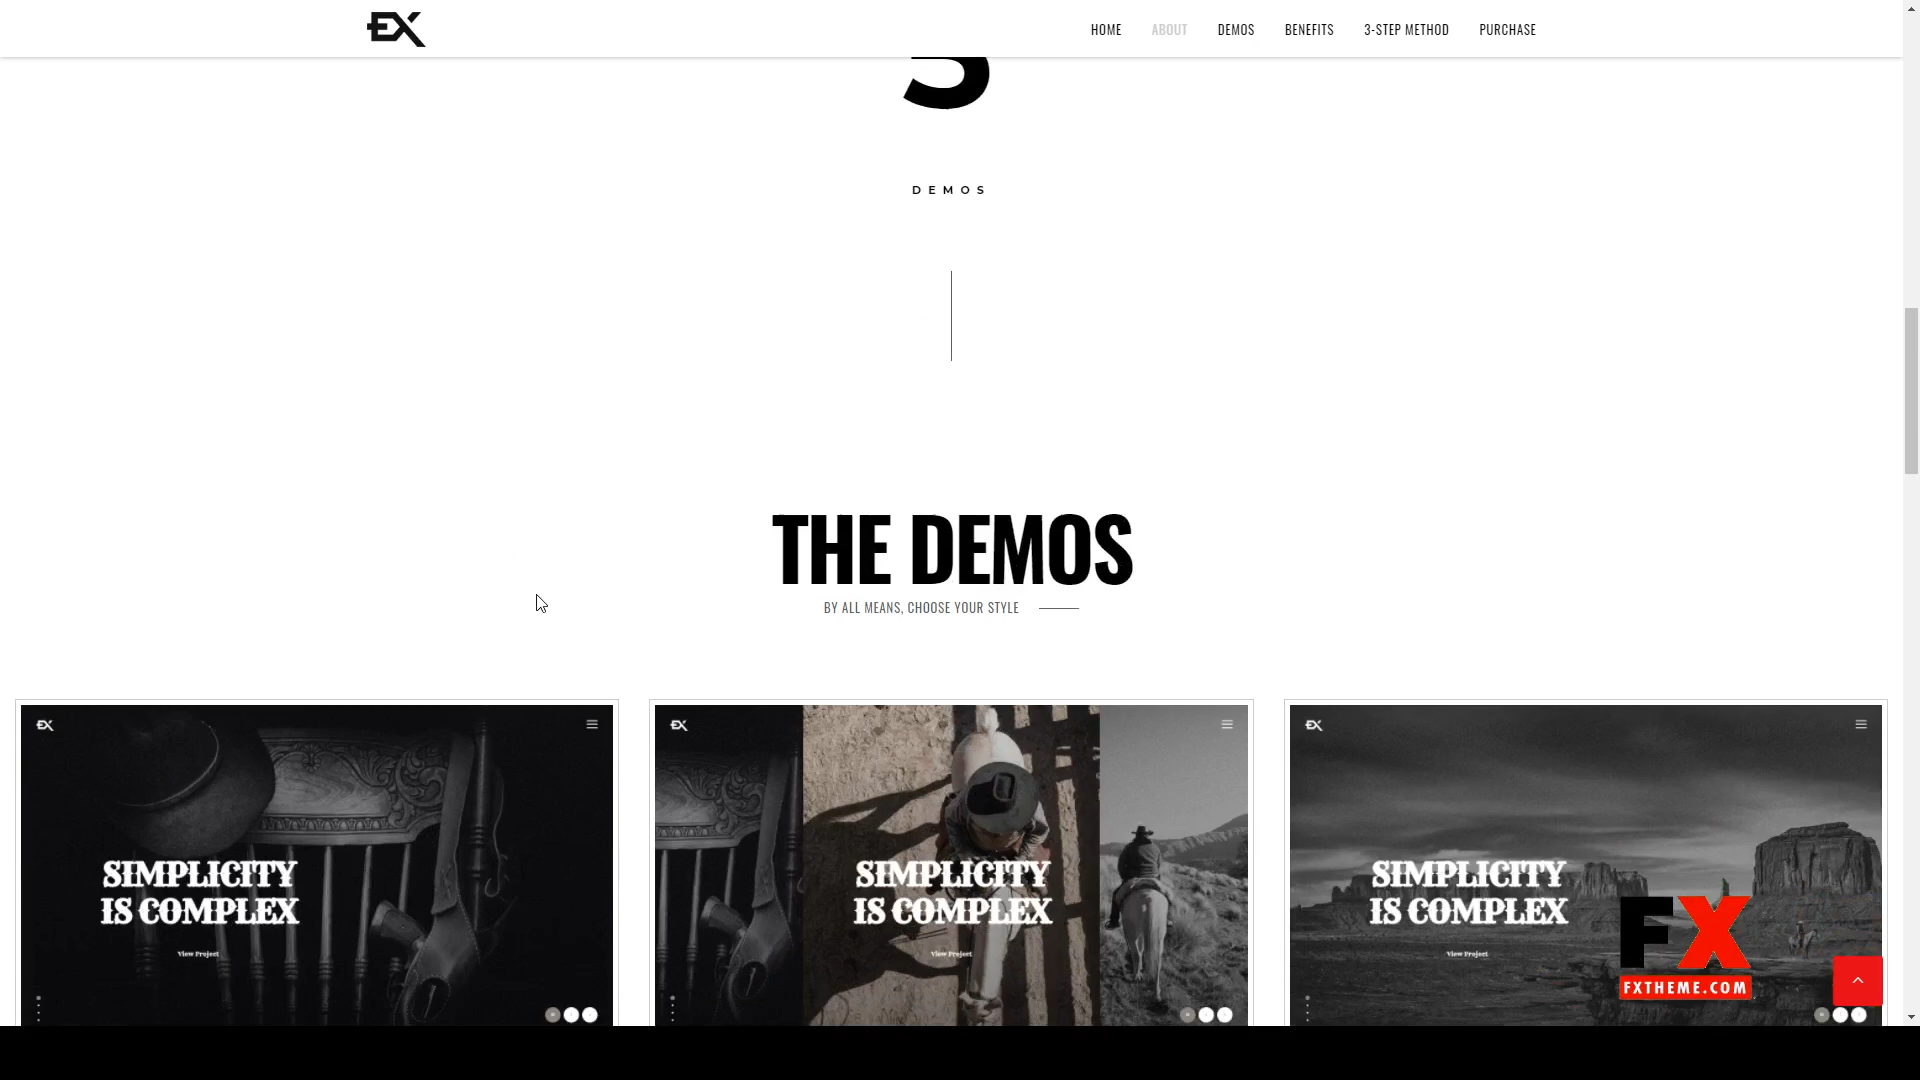 EX
HOME ABOUT DEMOS BENEFITS 3-STEP METHOD PURCHASE
DEMOS
THE DEMOS
BY ALL MEANS, CHOOSE YOUR STYLE
EX
SIMPLICITY
IS COMPLEX
View Project
EX
SIMPLICITY
IS COMPLEX
View Project
EX
SIMPLICITY
IS COMPLEX
View Project
FX
FXTHEME.COM